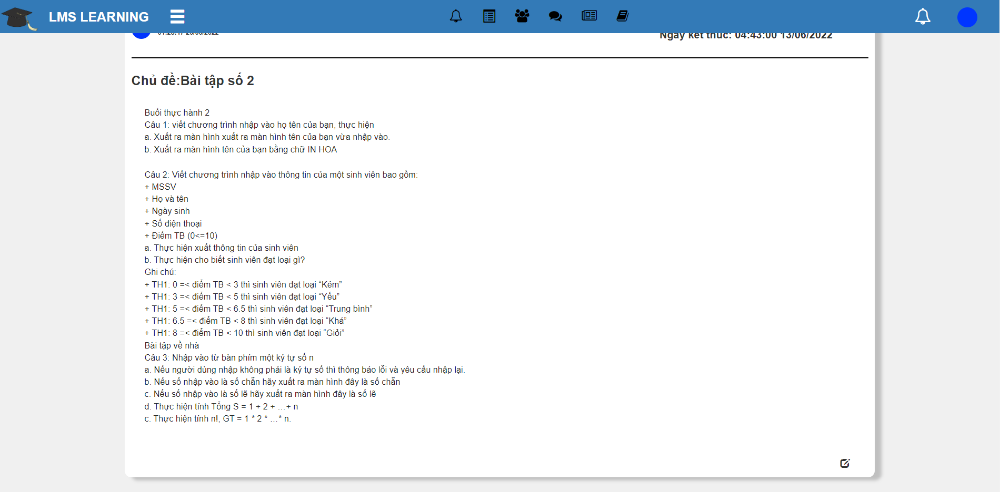 LMS LEARNING
Ngày kết thúc: 04:43:00 13/06/2022
Chủ đề:Bài tập số 2
Buổi thực hành 2
Câu 1: viết chương trình nhập vào họ tên của bạn, thực hiện
a. Xuất ra màn hình xuất ra màn hình tên của bạn vừa nhập vào.
b. Xuất ra màn hình tên của bạn bằng chữ IN HOA
Câu 2: Viết chương trình nhập vào thông tin của một sinh viên bao gồm:
+ MSSV
+ Họ và tên
+ Ngày sinh
+ Số điện thoại
+ Điểm TB (0<=10)
a. Thực hiện xuất thông tin của sinh viên
b. Thực hiện cho biết sinh viên đạt loại gì?
Ghi chú:
+ TH1: 0 =< điểm TB < 3 thì sinh viên đạt loại “Kém”
+ TH1: 3 =< điểm TB < 5 thì sinh viên đạt loại “Yếu”
+ TH1: 5 =< điểm TB < 6.5 thì sinh viên đạt loại “Trung bình”
+ TH1: 6.5 =< điểm TB < 8 thì sinh viên đạt loại “Khá”
+ TH1: 8 =< điểm TB < 10 thì sinh viên đạt loại “Giỏi”
Bài tập về nhà
Câu 3: Nhập vào từ bàn phím một ký tự số n
a. Nếu người dùng nhập không phải là ký tự số thì thông báo lỗi và yêu cầu nhập lại.
b. Nếu số nhập vào là số chẵn hãy xuất ra màn hình đây là số chẵn
c. Nếu số nhập vào là số lẽ hãy xuất ra màn hình đây là số lẽ
d. Thực hiện tính Tổng S = 1 + 2 + …+ n
c. Thực hiện tính n!, GT = 1 * 2 * …* n.